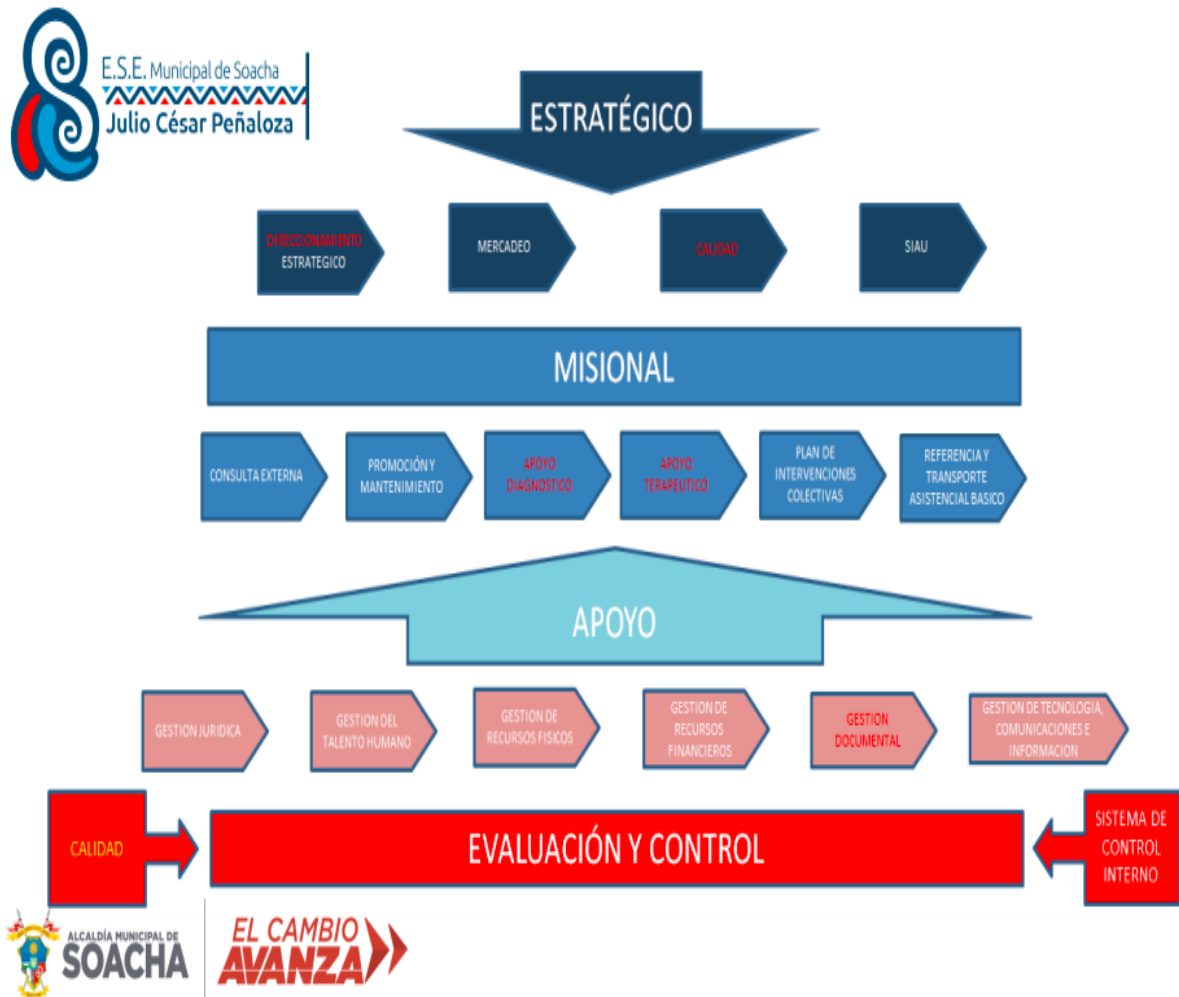 E.S.E. Municipal de Soacha
Julio César Peñaloza
ESTRATÉGICO
DIRECCIONAMIENTO
ESTRATEGICO
MERCADEO
CALIDAD
SIAU
MISIONAL
CONSULTA EXTERNA
PROMOCIÓN Y
MANTENIMIENTO
APOYO
DIAGNOSTICO
APOYO
TERAPEUTICO
PLAN DE
INTERVENCIONES
COLECTIVAS
REFERENCIA Y
TRANSPORTE
ASISTENCIAL BASICO
APOYO
GESTION JURIDICA
GESTION DEL
TALENTO HUMANO
GESTION DE
RECURSOS FISICOS
GESTION DE
RECURSOS
FINANCIEROS
GESTION
DOCUMENTAL
GESTION DE TECNOLOGIA,
COMUNICACIONES E
INFORMACION
CALIDAD
EVALUACIÓN Y CONTROL
SISTEMA DE
CONTROL
INTERNO
ALCALDÍA MUNICIPAL DE
SOACHA
EL CAMBIO
AVANZA